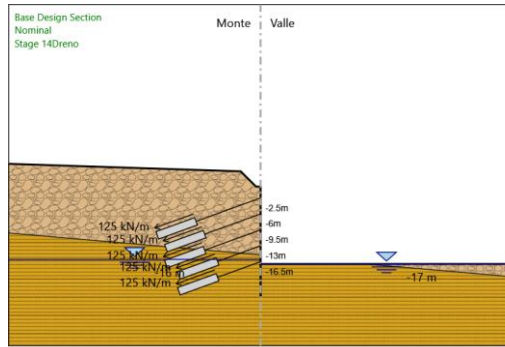 Base Design Section
Nominal
Stage 14Dreno
Monte
Valle
-2.5m
125 kN/m
-6m
125 kN/m
-9.5m
125 kN/m
-13m
125 kN/m
-16 m
-16.5m
125 kN/m
-17 m